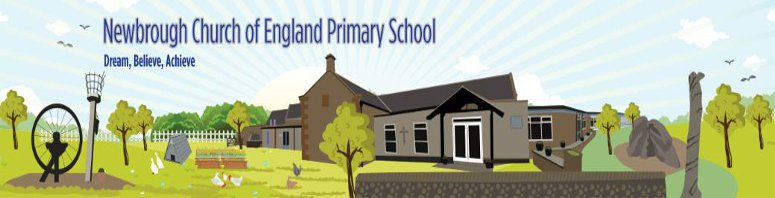 Newbrough Church of England Primary School
Dream, Believe, Achieve